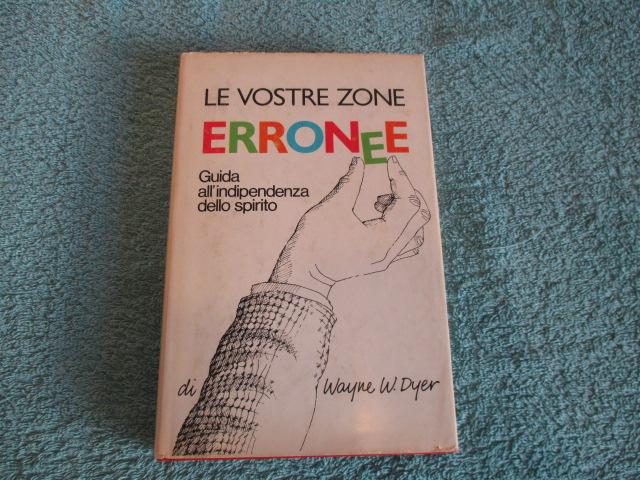 LE VOSTRE ZONE
ERRONEE
Guida
all'indipendenza
dello spirito
di Wayne W. Dyer